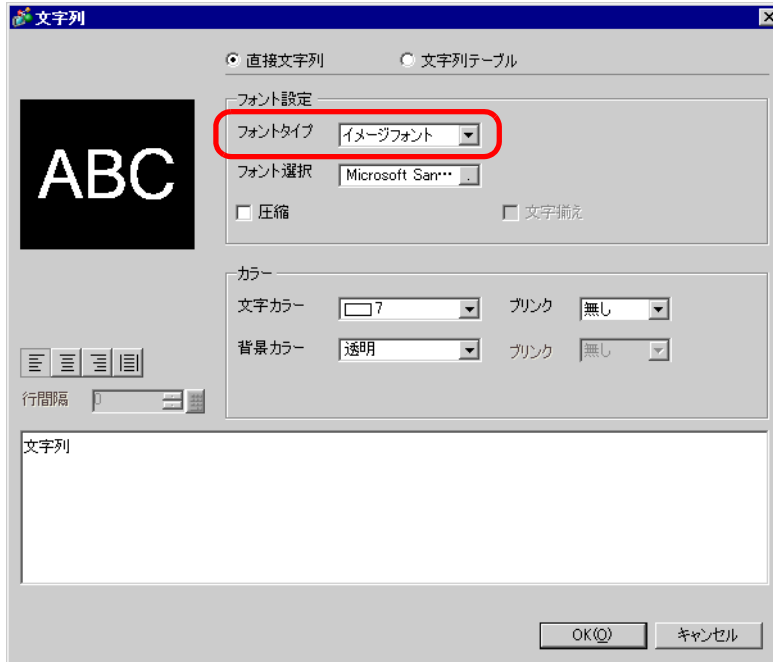 文字列
直接文字列 文字列テーブル
フォント設定
フォントタイプ イメージフォント
ABC
フォント選択 Microsoft San… .
圧縮 文字揃え
カラー
文字カラー 7 ブリンク 無し
背景カラー 透明 ブリンク 無し
行間隔 0
文字列
OK(O) キャンセル